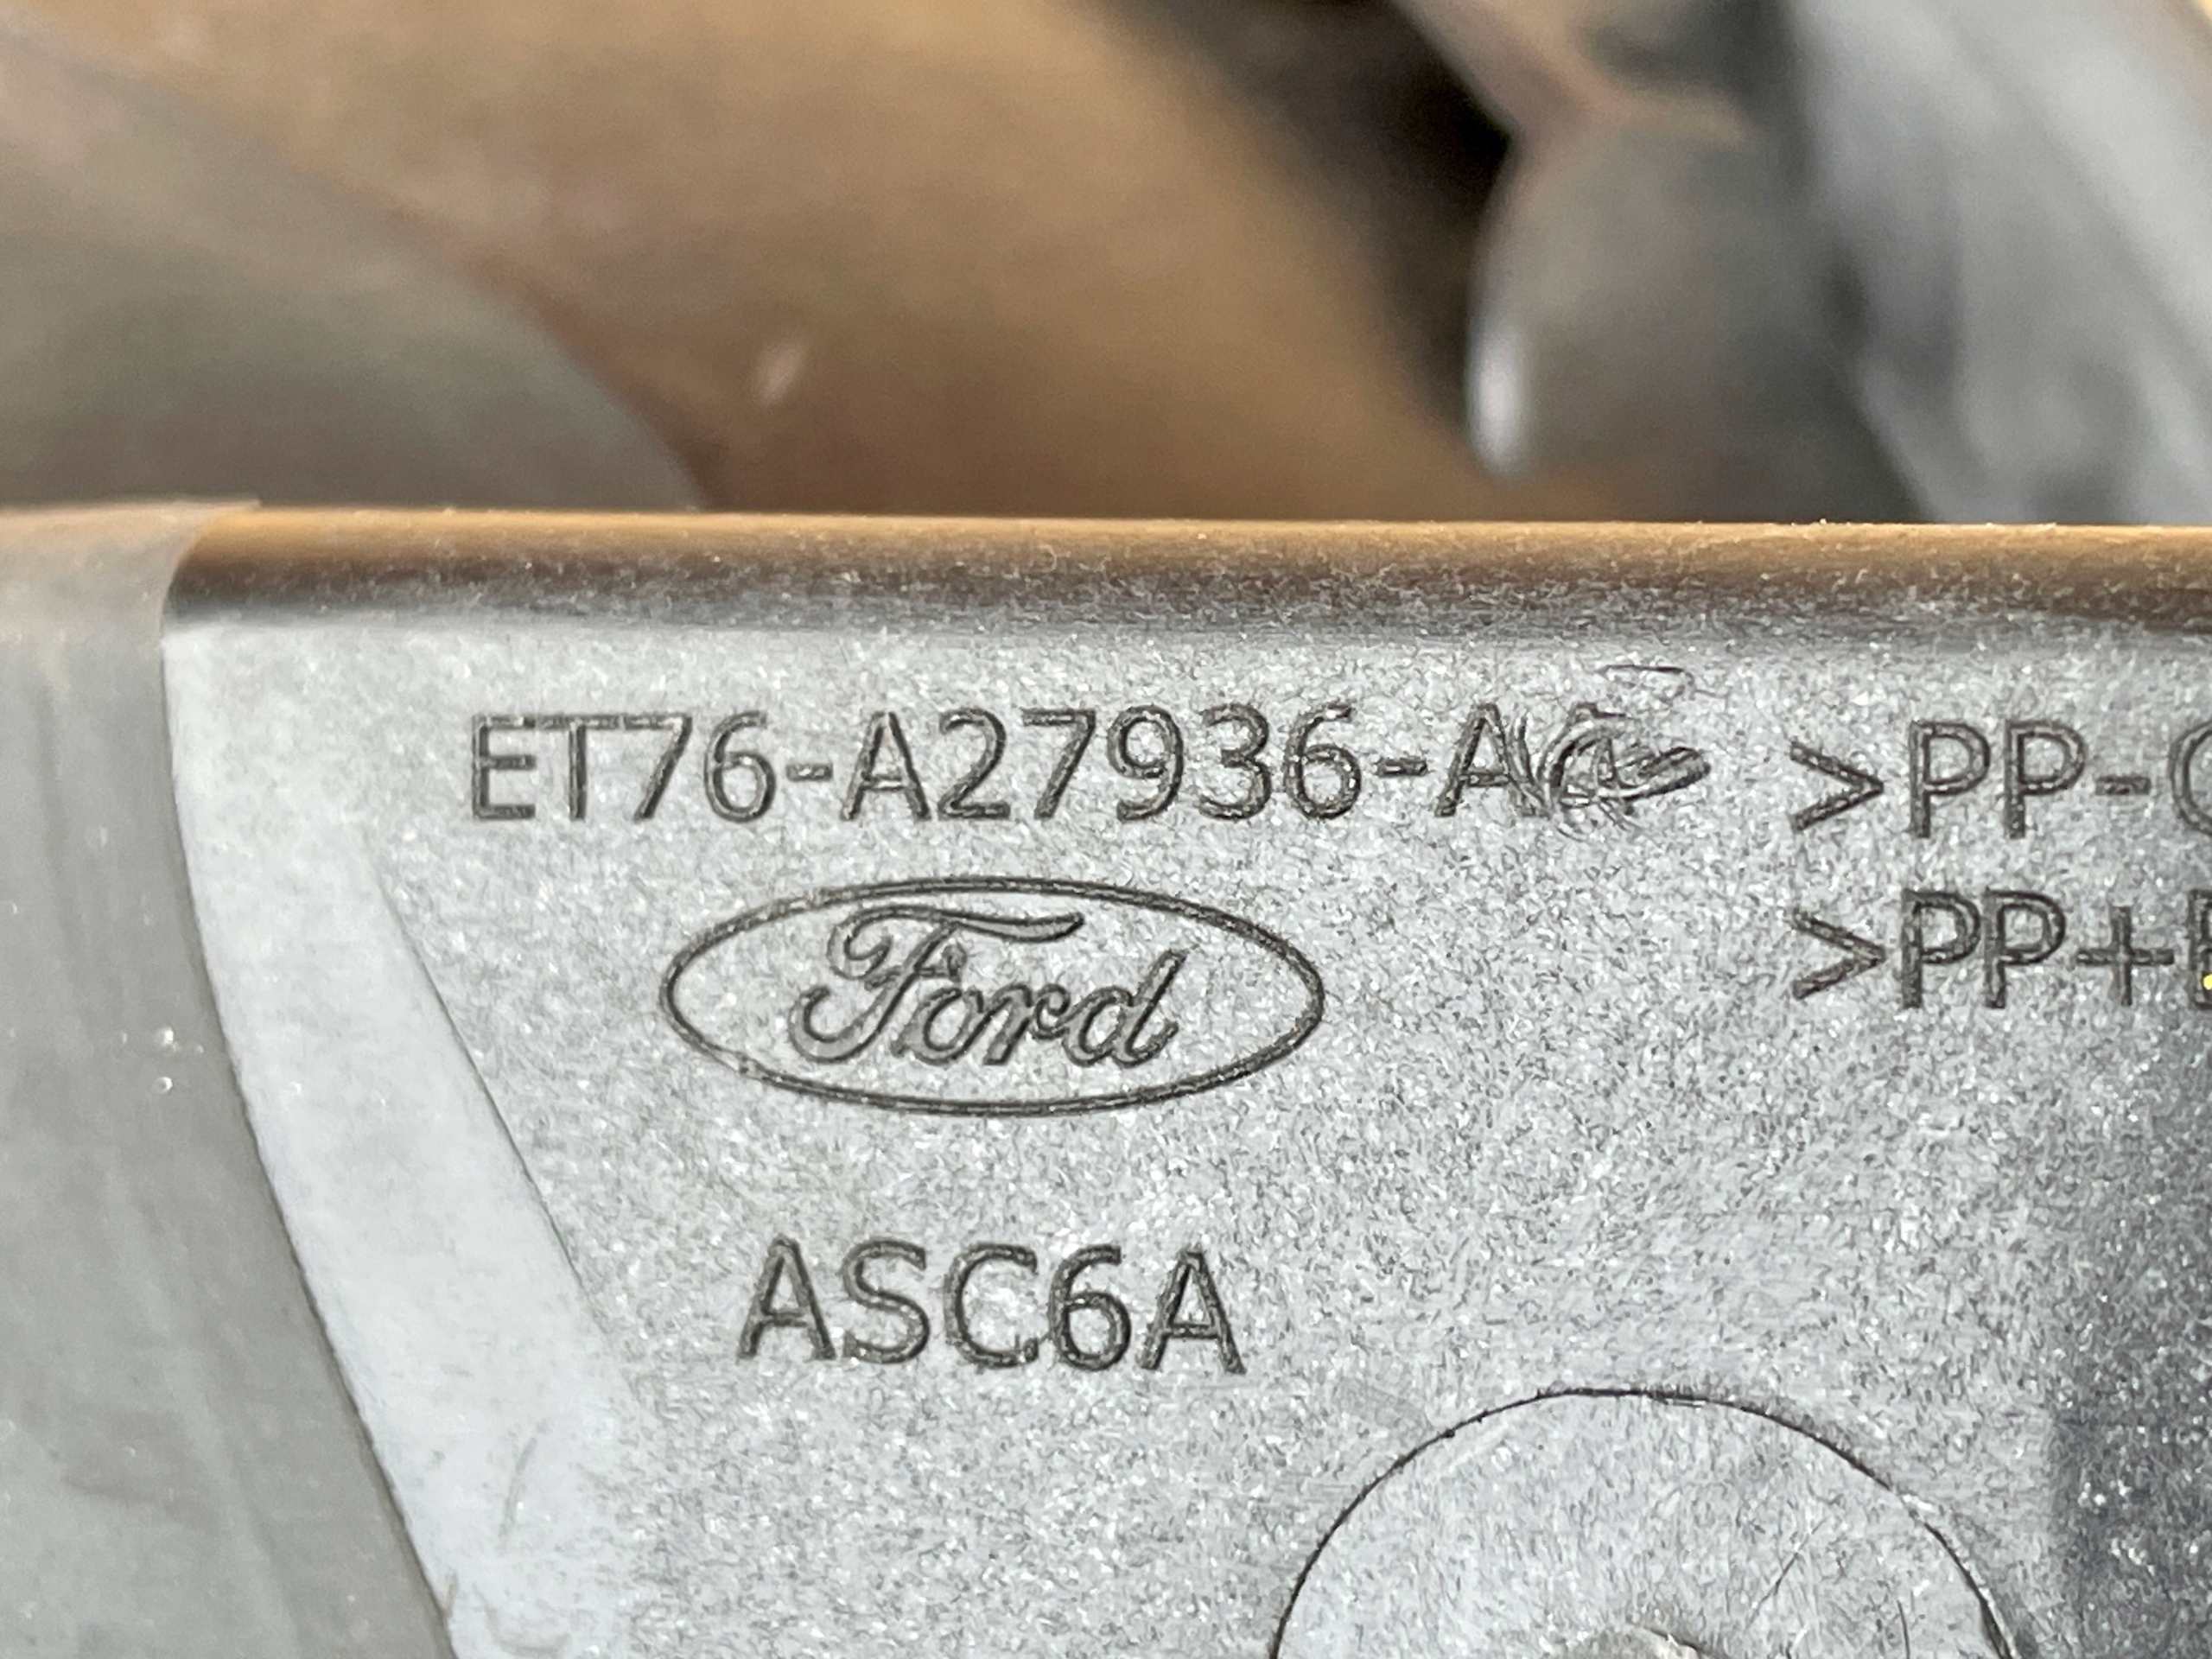 ET76-A27936-A
>PP-
>PP+
Ford
ASC6A